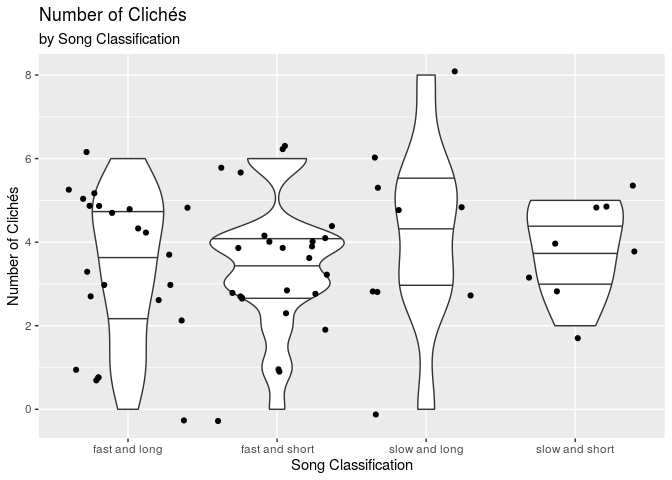 Number of Clichés
by Song Classification
Number of Clichés
8
6
4
2
0
fast and long
fast and short
slow and long
slow and short
Song Classification